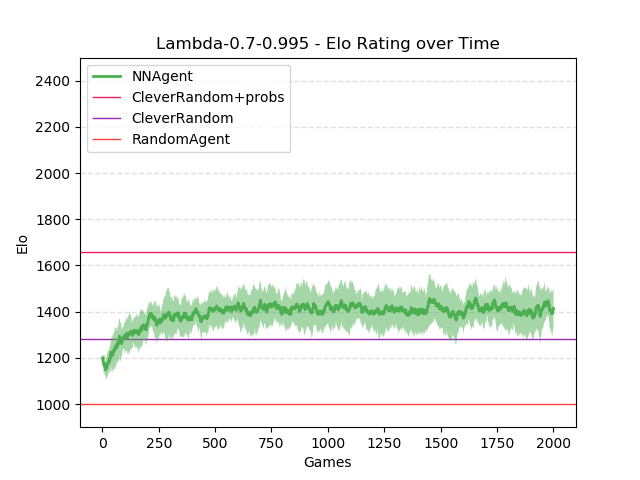 Lambda-0.7-0.995 - Elo Rating over Time
NNAgent
CleverRandom+probs
CleverRandom
RandomAgent
2400
2200
2000
1800
1600
1400
1200
1000
Elo
0 250 500 750 1000 1250 1500 1750 2000
Games